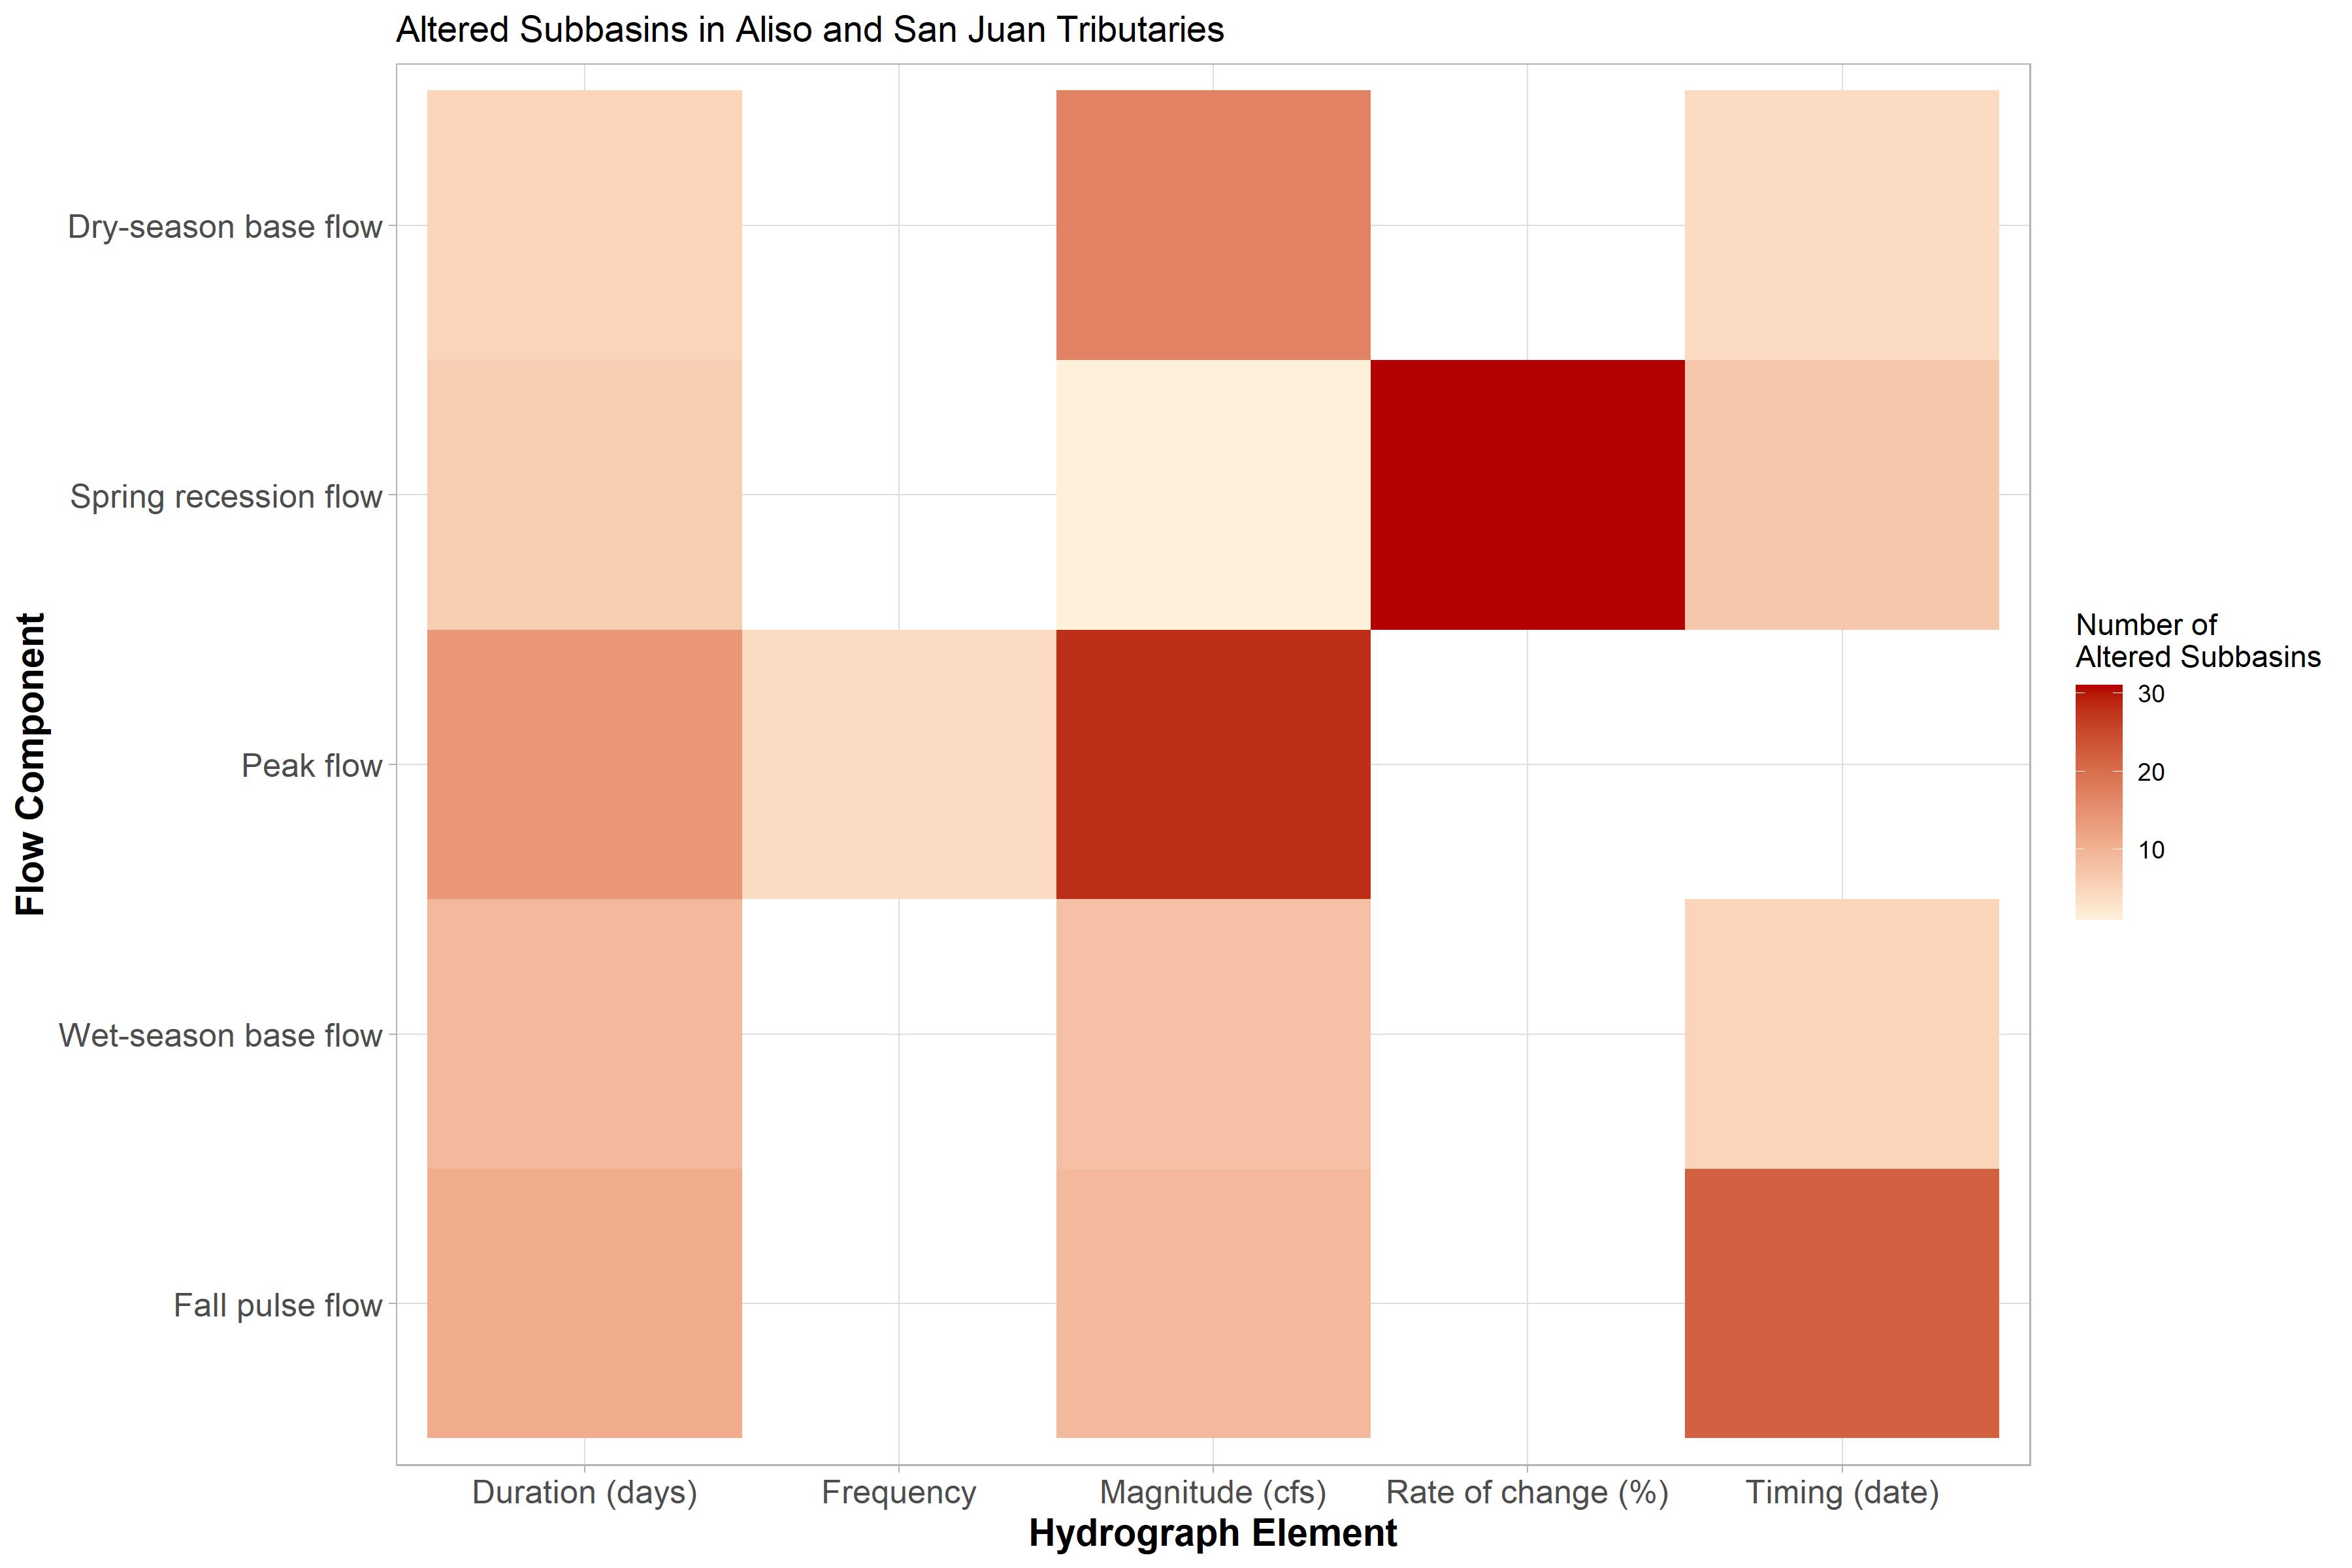 Altered Subbasins in Aliso and San Juan Tributaries
Flow Component
Dry-season base flow
Spring recession flow
Peak flow
Wet-season base flow
Fall pulse flow
Duration (days)
Frequency
Magnitude (cfs)
Rate of change (%)
Timing (date)
Hydrograph Element
Number of
Altered Subbasins
30
20
10